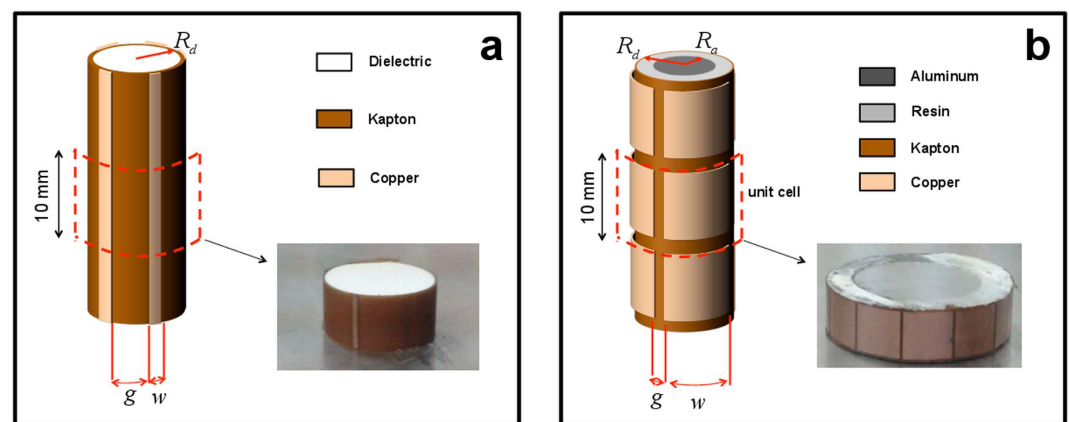 a
R_d
Dielectric
Kapton
Copper
10 mm
g
w
b
R_d
R_a
Aluminum
Resin
Kapton
Copper
10 mm
unit cell
g
w